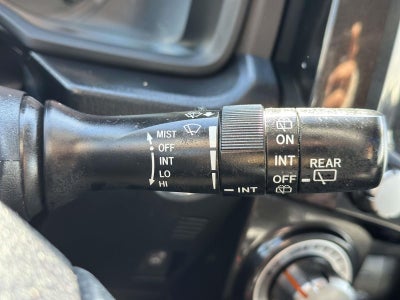 MIST
OFF
INT
LO
HI
INT
ON
INT
OFF
REAR